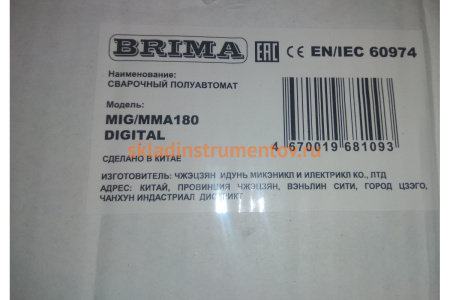 BRIMA EAC CE EN/IEC 60974
Наименование:
СВАРОЧНЫЙ ПОЛУАВТОМАТ
Модель:
MIG/MMA180
DIGITAL
skladinstrumentov.ru
4 670019 681093
СДЕЛАНО В КИТАЕ
ИЗГОТОВИТЕЛЬ: ЧЖЭЦЗЯН ИДУНЬ МИКЭНИКЛ И ИЛЕКТРИКЛ КО., ЛТД
АДРЕС: КИТАЙ, ПРОВИНЦИЯ ЧЖЭЦЗЯН, ВЭНЬЛИН СИТИ, ГОРОД ЦЗЭГО,
ЧАНХУН ИНДАСТРИАЛ ДИСТРИКТ